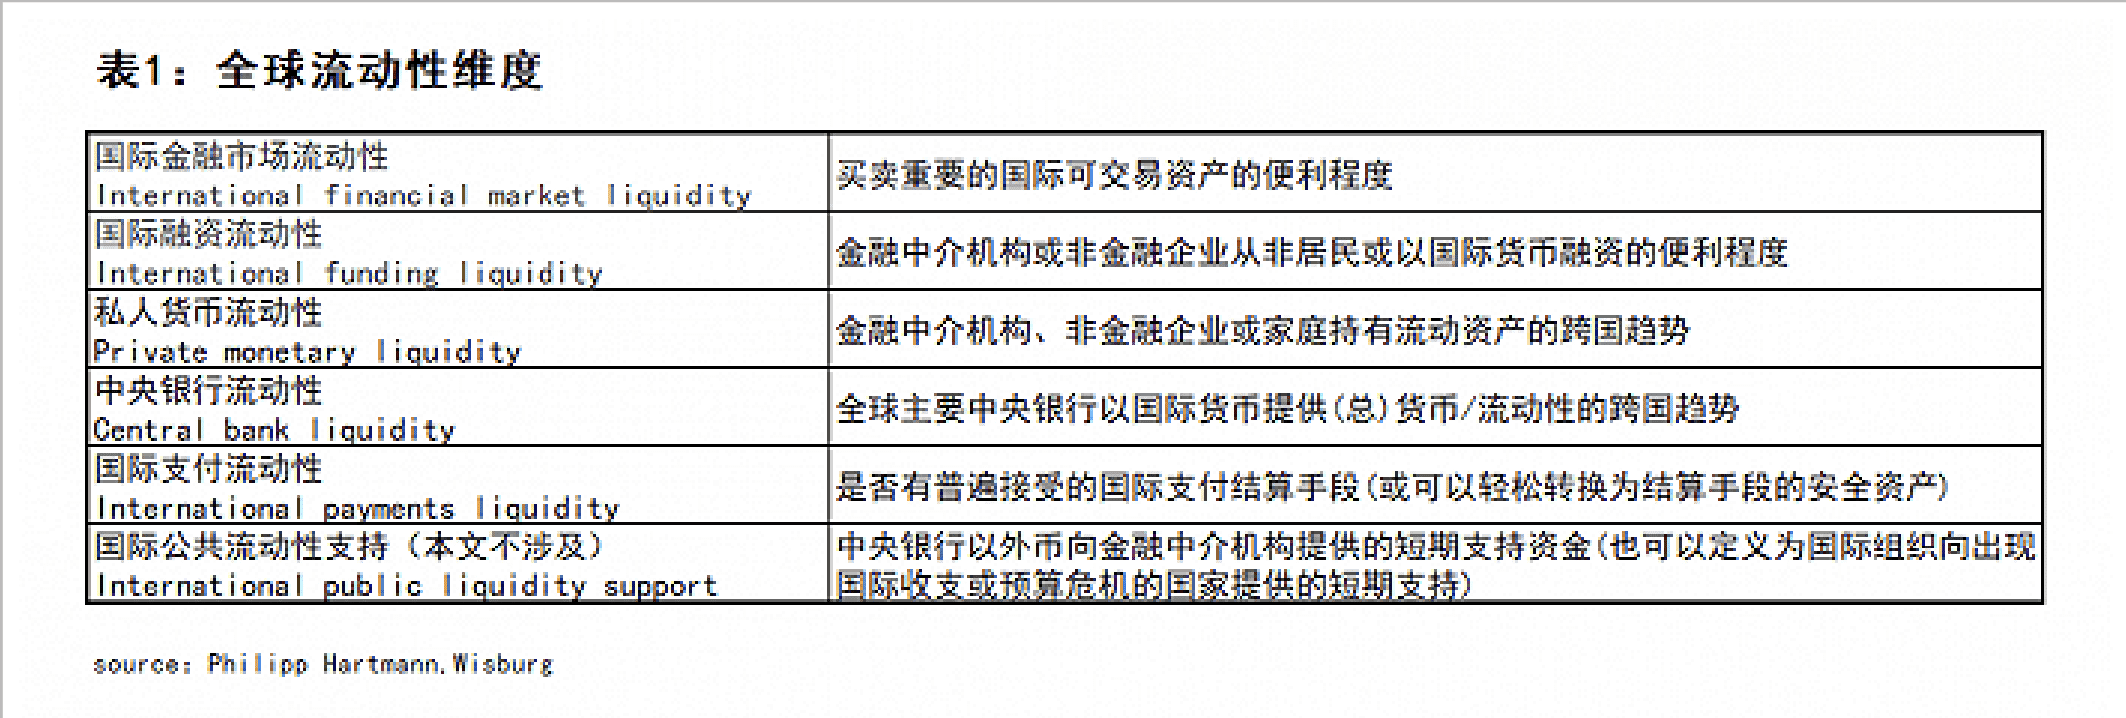 表1：全球流动性维度
国际金融市场流动性
International financial market liquidity
买卖重要的国际可交易资产的便利程度
国际融资流动性
International funding liquidity
金融中介机构或非金融企业从非居民或以国际货币融资的便利程度
私人货币流动性
Private monetary liquidity
金融中介机构、非金融企业或家庭持有流动资产的跨国趋势
中央银行流动性
Central bank liquidity
全球主要中央银行以国际货币提供(总)货币/流动性的跨国趋势
国际支付流动性
International payments liquidity
是否有普遍接受的国际支付结算手段(或可以轻松转换为结算手段的安全资产)
国际公共流动性支持（本文不涉及）
International public liquidity support
中央银行以外币向金融中介机构提供的短期支持资金(也可以定义为国际组织向出现
国际收支或预算危机的国家提供的短期支持)
source: Philipp Hartmann.Wisburg